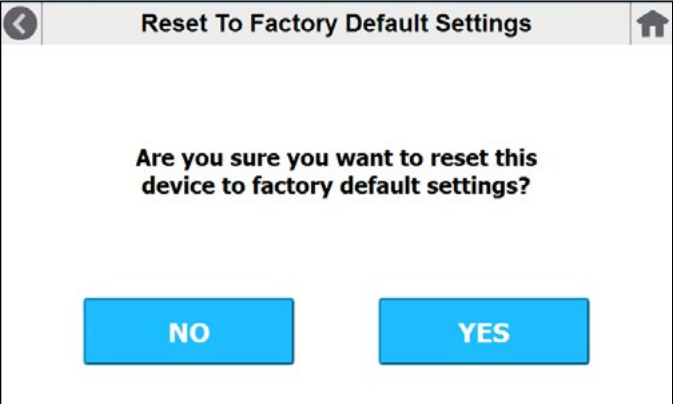 Reset To Factory Default Settings
Are you sure you want to reset this
device to factory default settings?
NO
YES